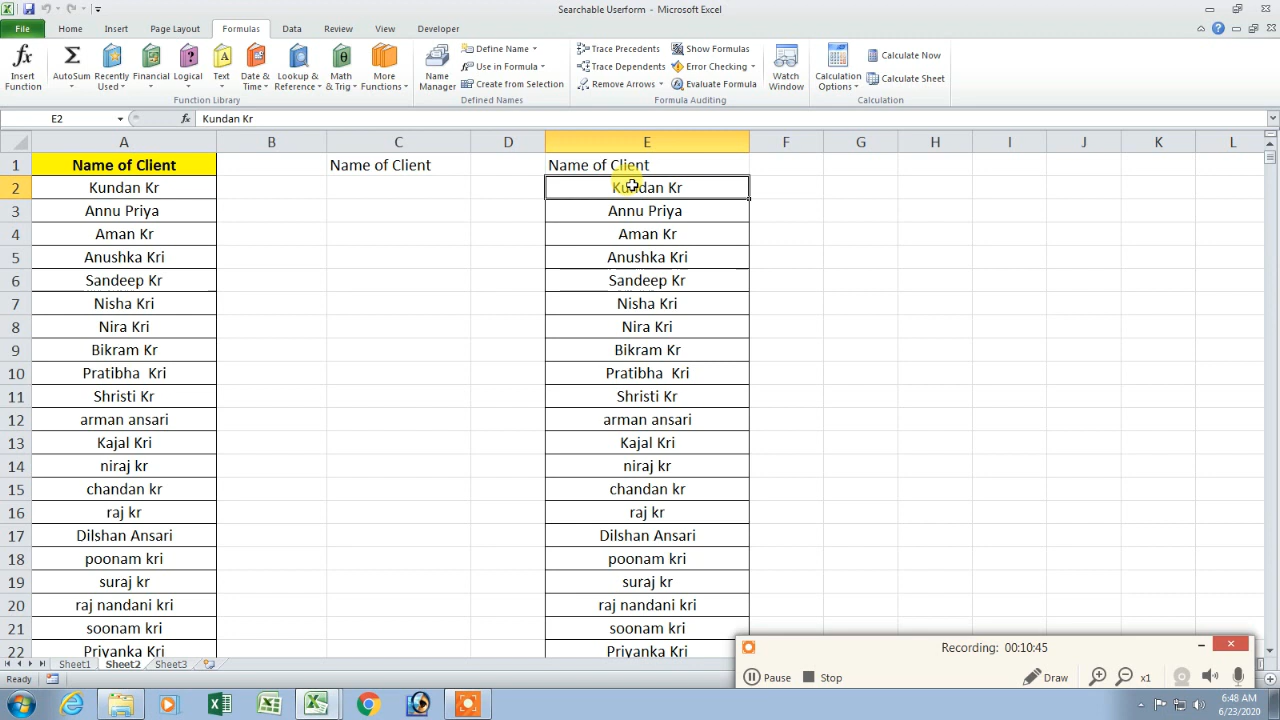 Searchable Userform - Microsoft Excel
File Home Insert Page Layout Formulas Data Review View Developer
Insert Function
AutoSum
Recently Used
Financial
Logical
Text
Date & Time
Lookup & Reference
Math & Trig
More Functions
Function Library
Name Manager
Define Name
Use in Formula
Create from Selection
Defined Names
Trace Precedents
Trace Dependents
Remove Arrows
Show Formulas
Error Checking
Evaluate Formula
Formula Auditing
Watch Window
Calculation Options
Calculate Now
Calculate Sheet
Calculation
E2 fx Kundan Kr
A B C D E F G H I J K L
1 Name of Client Name of Client Name of Client
2 Kundan Kr Kundan Kr
3 Annu Priya Annu Priya
4 Aman Kr Aman Kr
5 Anushka Kri Anushka Kri
6 Sandeep Kr Sandeep Kr
7 Nisha Kri Nisha Kri
8 Nira Kri Nira Kri
9 Bikram Kr Bikram Kr
10 Pratibha Kri Pratibha Kri
11 Shristi Kr Shristi Kr
12 arman ansari arman ansari
13 Kajal Kri Kajal Kri
14 niraj kr niraj kr
15 chandan kr chandan kr
16 raj kr raj kr
17 Dilshan Ansari Dilshan Ansari
18 poonam kri poonam kri
19 suraj kr suraj kr
20 raj nandani kri raj nandani kri
21 soonam kri soonam kri
22 Priyanka Kri Priyanka Kri
Sheet1 Sheet2 Sheet3
Ready
Recording: 00:10:45
Pause Stop Draw x1
6:48 AM
6/23/2020